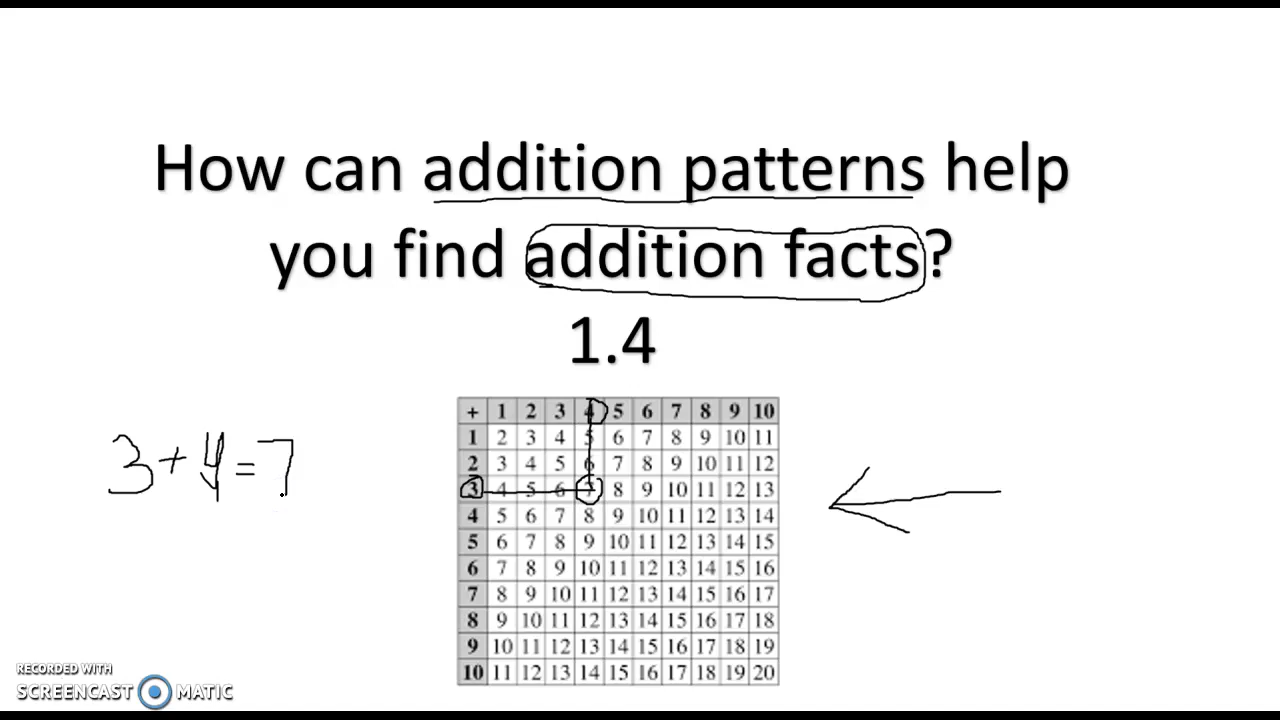 How can addition patterns help
you find addition facts?
1.4
3+4=7
+ 1 2 3 4 5 6 7 8 9 10
1 2 3 4 5 6 7 8 9 10 11
2 3 4 5 6 7 8 9 10 11 12
3 4 5 6 7 8 9 10 11 12 13
4 5 6 7 8 9 10 11 12 13 14
5 6 7 8 9 10 11 12 13 14 15
6 7 8 9 10 11 12 13 14 15 16
7 8 9 10 11 12 13 14 15 16 17
8 9 10 11 12 13 14 15 16 17 18
9 10 11 12 13 14 15 16 17 18 19
10 11 12 13 14 15 16 17 18 19 20
RECORDED WITH
SCREENCAST MATIC